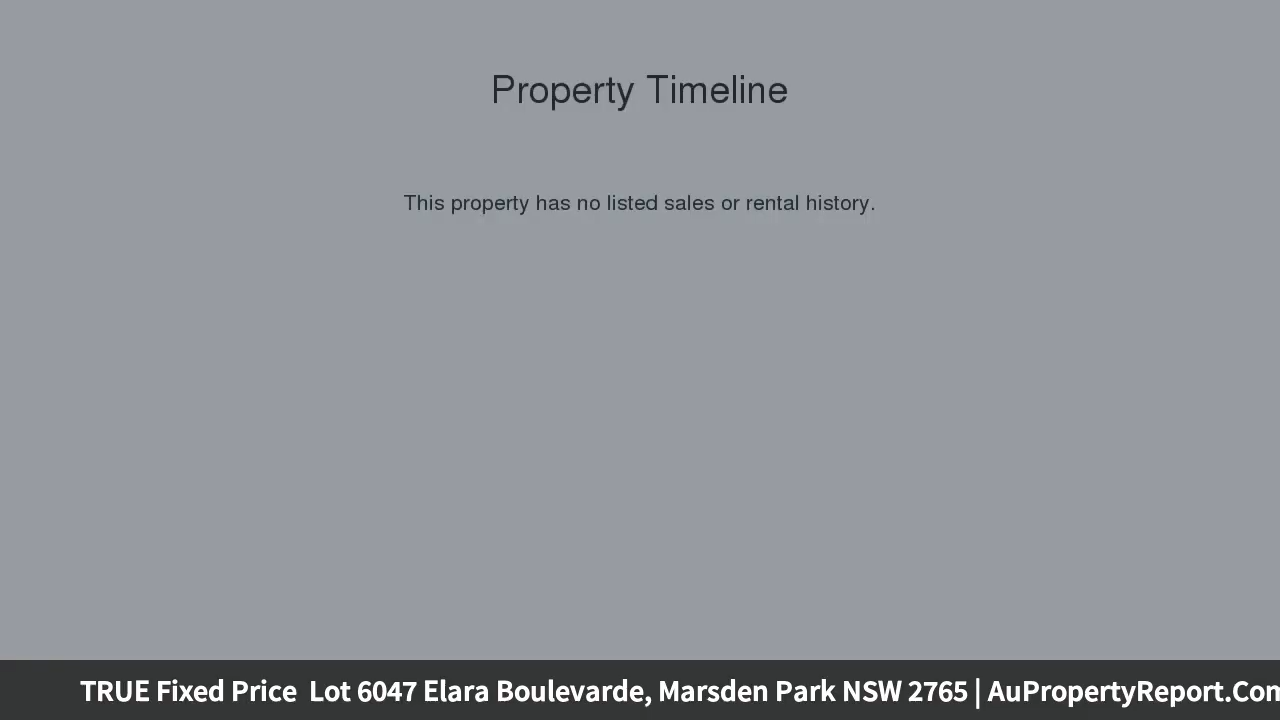 Property Timeline
This property has no listed sales or rental history.
TRUE Fixed Price  Lot 6047 Elara Boulevarde, Marsden Park NSW 2765 | AuPropertyReport.Com